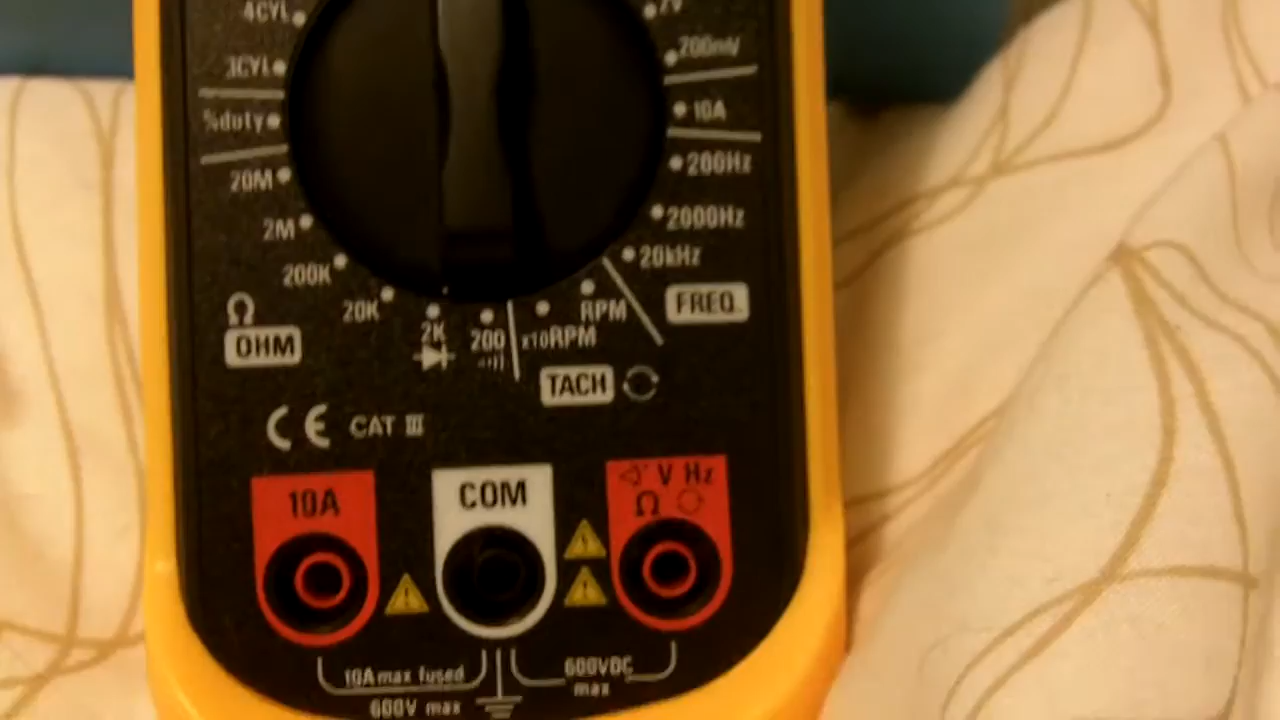 4CYL
2V
3CYL
200mV
%duty
10A
20M
200Hz
2M
2000Hz
200K
20kHz
20K
2K
200
x10RPM
RPM
FREQ.
Ω
OHM
TACH
CE CAT III
10A
COM
V Hz
Ω
10A max fused
600V max
600VDC
max